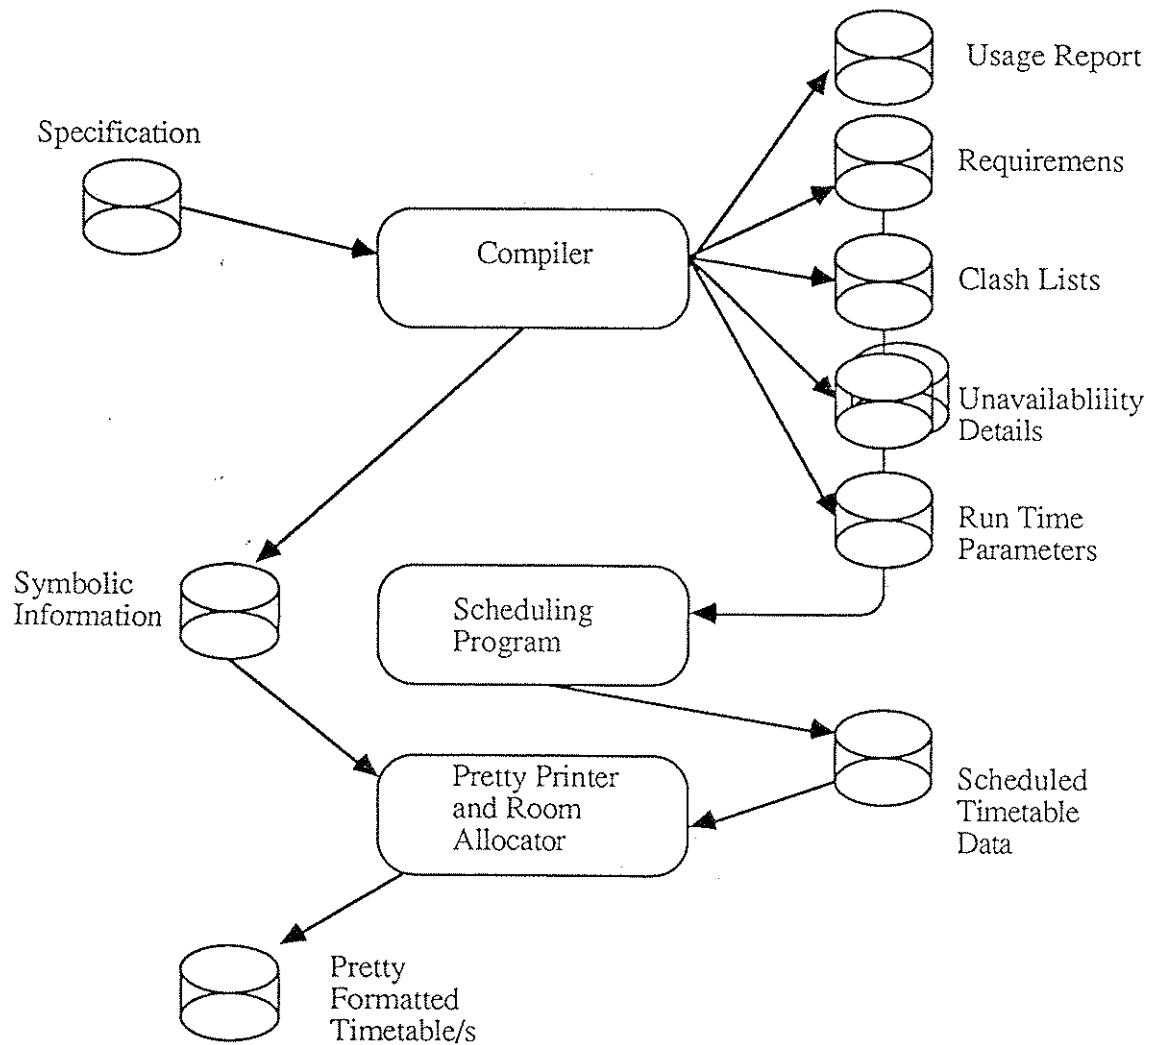 Usage Report
Specification
Requiremens
Compiler
Clash Lists
Unavailablility
Details
Run Time
Parameters
Symbolic
Information
Scheduling
Program
Pretty Printer
and Room
Allocator
Scheduled
Timetable
Data
Pretty
Formatted
Timetable/s